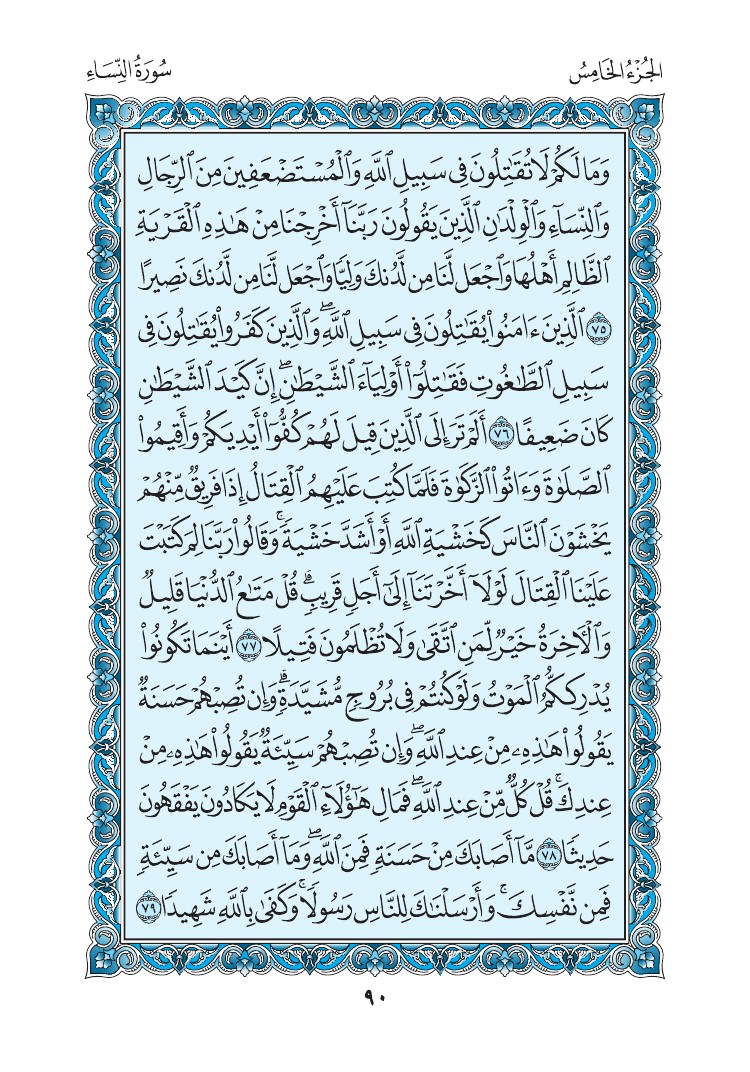 الجُزْءُ الخَامِسُ
سُورَةُ النِّسَاءِ
وَمَا لَكُمْ لَا تُقَٰتِلُونَ فِى سَبِيلِ ٱللَّهِ وَٱلْمُسْتَضْعَفِينَ مِنَ ٱلرِّجَالِ
وَٱلنِّسَآءِ وَٱلْوِلْدَٰنِ ٱلَّذِينَ يَقُولُونَ رَبَّنَآ أَخْرِجْنَا مِنْ هَٰذِهِ ٱلْقَرْيَةِ
ٱلظَّالِمِ أَهْلُهَا وَٱجْعَل لَّنَا مِن لَّدُنكَ وَلِيًّا وَٱجْعَل لَّنَا مِن لَّدُنكَ نَصِيرًا
٧٥ ٱلَّذِينَ ءَامَنُوا۟ يُقَٰتِلُونَ فِى سَبِيلِ ٱللَّهِ ۖ وَٱلَّذِينَ كَفَرُوا۟ يُقَٰتِلُونَ فِى
سَبِيلِ ٱلطَّٰغُوتِ فَقَٰتِلُوٓا۟ أَوْلِيَآءَ ٱلشَّيْطَٰنِ ۖ إِنَّ كَيْدَ ٱلشَّيْطَٰنِ
كَانَ ضَعِيفًا ٧٦ أَلَمْ تَرَ إِلَى ٱلَّذِينَ قِيلَ لَهُمْ كُفُّوٓا۟ أَيْدِيَكُمْ وَأَقِيمُوا۟
ٱلصَّلَوٰةَ وَءَاتُوا۟ ٱلزَّكَوٰةَ فَلَمَّا كُتِبَ عَلَيْهِمُ ٱلْقِتَالُ إِذَا فَرِيقٌ مِّنْهُمْ
يَخْشَوْنَ ٱلنَّاسَ كَخَشْيَةِ ٱللَّهِ أَوْ أَشَدَّ خَشْيَةً ۚ وَقَالُوا۟ رَبَّنَا لِمَ كَتَبْتَ
عَلَيْنَا ٱلْقِتَالَ لَوْلَآ أَخَّرْتَنَآ إِلَىٰٓ أَجَلٍ قَرِيبٍ ۗ قُلْ مَتَٰعُ ٱلدُّنْيَا قَلِيلٌ
وَٱلْءَاخِرَةُ خَيْرٌ لِّمَنِ ٱتَّقَىٰ وَلَا تُظْلَمُونَ فَتِيلًا ٧٧ أَيْنَمَا تَكُونُوا۟
يُدْرِككُّمُ ٱلْمَوْتُ وَلَوْ كُنتُمْ فِى بُرُوجٍ مُّشَيَّدَةٍ ۗ وَإِن تُصِبْهُمْ حَسَنَةٌ
يَقُولُوا۟ هَٰذِهِۦ مِنْ عِندِ ٱللَّهِ ۖ وَإِن تُصِبْهُمْ سَيِّئَةٌ يَقُولُوا۟ هَٰذِهِۦ مِنْ
عِندِكَ ۚ قُلْ كُلٌّ مِّنْ عِندِ ٱللَّهِ ۖ فَمَالِ هَٰٓؤُلَآءِ ٱلْقَوْمِ لَا يَكَادُونَ يَفْقَهُونَ
حَدِيثًا ٧٨ مَّآ أَصَابَكَ مِنْ حَسَنَةٍ فَمِنَ ٱللَّهِ ۖ وَمَآ أَصَابَكَ مِن سَيِّئَةٍ
فَمِن نَّفْسِكَ ۚ وَأَرْسَلْنَٰكَ لِلنَّاسِ رَسُولًا ۚ وَكَفَىٰ بِٱللَّهِ شَهِيدًا ٧٩
٩٠